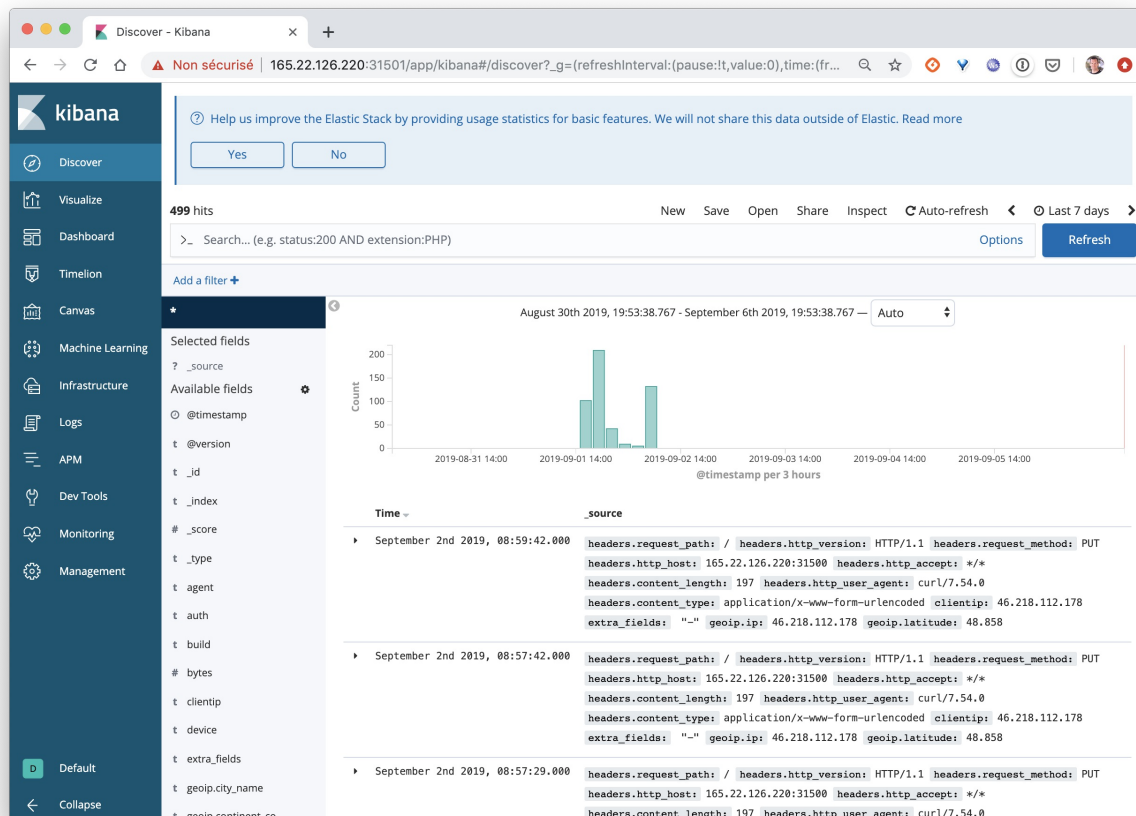 Discover - Kibana × +
Non sécurisé | 165.22.126.220:31501/app/kibana#/discover?_g=(refreshInterval:(pause:!t,value:0),time:(fr...
kibana
Discover
Visualize
Dashboard
Timelion
Canvas
Machine Learning
Infrastructure
Logs
APM
Dev Tools
Monitoring
Management
D Default
Collapse
Help us improve the Elastic Stack by providing usage statistics for basic features. We will not share this data outside of Elastic. Read more
Yes No
499 hits New Save Open Share Inspect Auto-refresh Last 7 days
>_ Search... (e.g. status:200 AND extension:PHP) Options Refresh
Add a filter +
*
Selected fields
? _source
Available fields
@timestamp
t @version
t _id
t _index
# _score
t _type
t agent
t auth
t build
# bytes
t clientip
t device
t extra_fields
t geoip.city_name
t geoip.continent_co
August 30th 2019, 19:53:38.767 - September 6th 2019, 19:53:38.767 — Auto
Count
200
150
100
50
0
2019-08-31 14:00 2019-09-01 14:00 2019-09-02 14:00 2019-09-03 14:00 2019-09-04 14:00 2019-09-05 14:00
@timestamp per 3 hours
Time _source
September 2nd 2019, 08:59:42.000 headers.request_path: / headers.http_version: HTTP/1.1 headers.request_method: PUT
headers.http_host: 165.22.126.220:31500 headers.http_accept: */*
headers.content_length: 197 headers.http_user_agent: curl/7.54.0
headers.content_type: application/x-www-form-urlencoded clientip: 46.218.112.178
extra_fields: "-" geoip.ip: 46.218.112.178 geoip.latitude: 48.858
September 2nd 2019, 08:57:42.000 headers.request_path: / headers.http_version: HTTP/1.1 headers.request_method: PUT
headers.http_host: 165.22.126.220:31500 headers.http_accept: */*
headers.content_length: 197 headers.http_user_agent: curl/7.54.0
headers.content_type: application/x-www-form-urlencoded clientip: 46.218.112.178
extra_fields: "-" geoip.ip: 46.218.112.178 geoip.latitude: 48.858
September 2nd 2019, 08:57:29.000 headers.request_path: / headers.http_version: HTTP/1.1 headers.request_method: PUT
headers.http_host: 165.22.126.220:31500 headers.http_accept: */*
headers.content_length: 197 headers.http_user_agent: curl/7.54.0